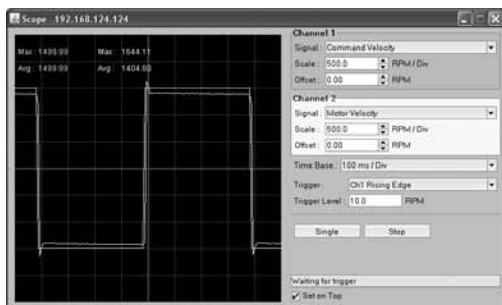 Scope 192.168.124.124
Max : 1499.99 Max : 1644.11
Avg : 1499.99 Avg : 1404.60
Channel 1
Signal : Command Velocity
Scale : 500.0 RPM / Div
Offset : 0.00 RPM
Channel 2
Signal : Motor Velocity
Scale : 500.0 RPM / Div
Offset : 0.00 RPM
Time Base : 100 ms / Div
Trigger : Ch1 Rising Edge
Trigger Level : 10.0 RPM
Single Stop
Waiting for trigger
Set on Top